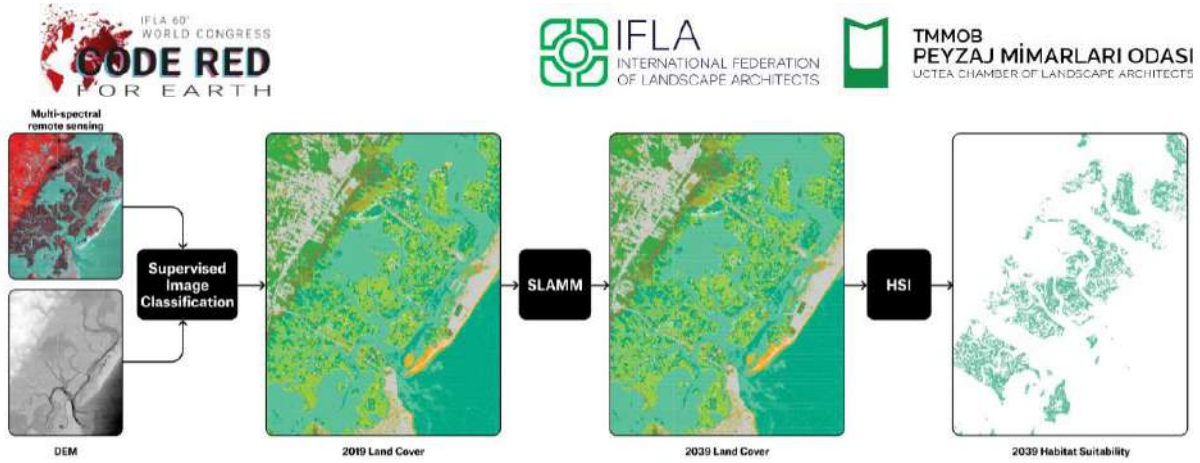 IFLA 60th
WORLD CONGRESS
CODE RED
FOR EARTH
IFLA
INTERNATIONAL FEDERATION
OF LANDSCAPE ARCHITECTS
TMMOB
PEYZAJ MİMARLARI ODASI
UCTEA CHAMBER OF LANDSCAPE ARCHITECTS
Multi-spectral
remote sensing
Supervised
Image
Classification
SLAMM
HSI
DEM
2019 Land Cover
2039 Land Cover
2039 Habitat Suitability